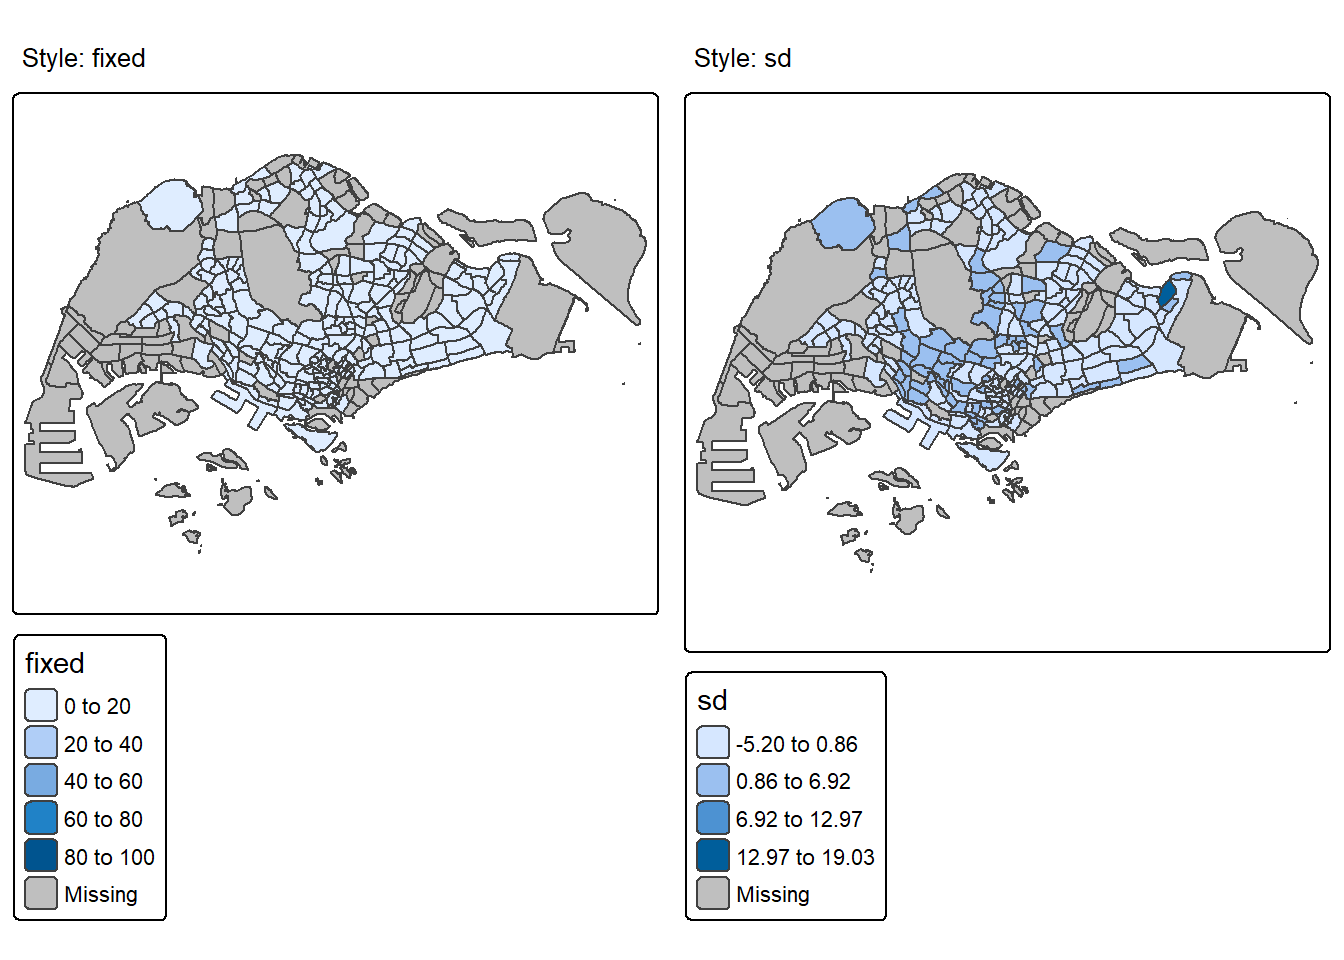 Style: fixed
fixed
0 to 20
20 to 40
40 to 60
60 to 80
80 to 100
Missing
Style: sd
sd
-5.20 to 0.86
0.86 to 6.92
6.92 to 12.97
12.97 to 19.03
Missing